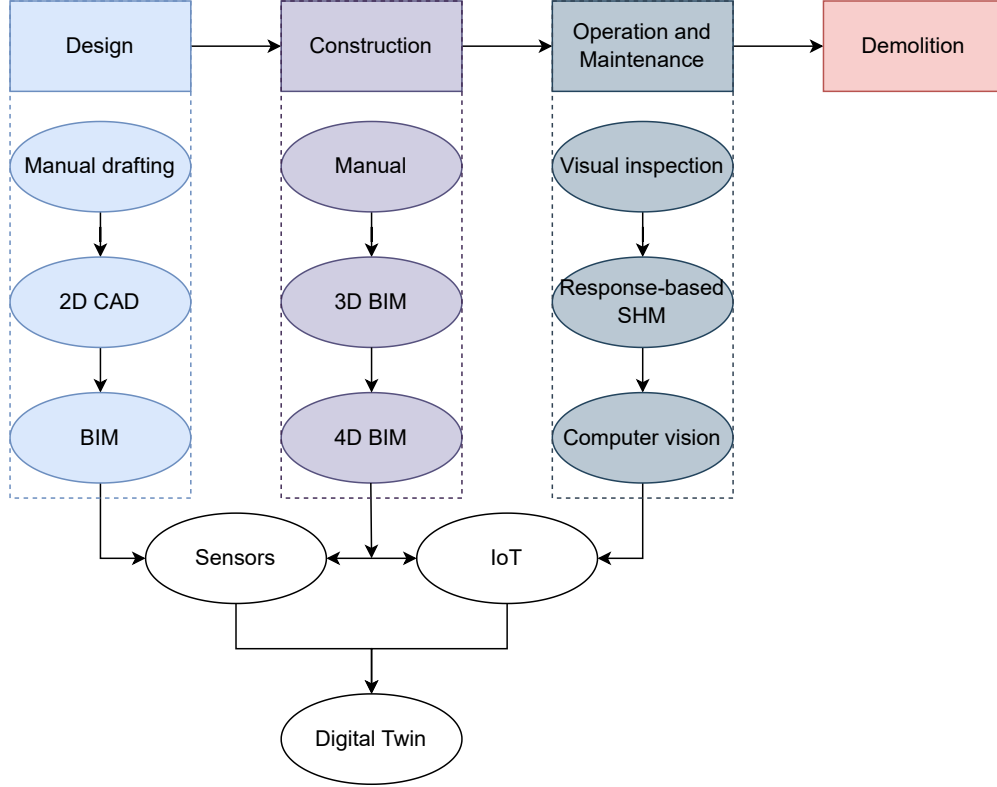 Design
Construction
Operation and
Maintenance
Demolition
Manual drafting
Manual
Visual inspection
2D CAD
3D BIM
Response-based
SHM
BIM
4D BIM
Computer vision
Sensors
IoT
Digital Twin